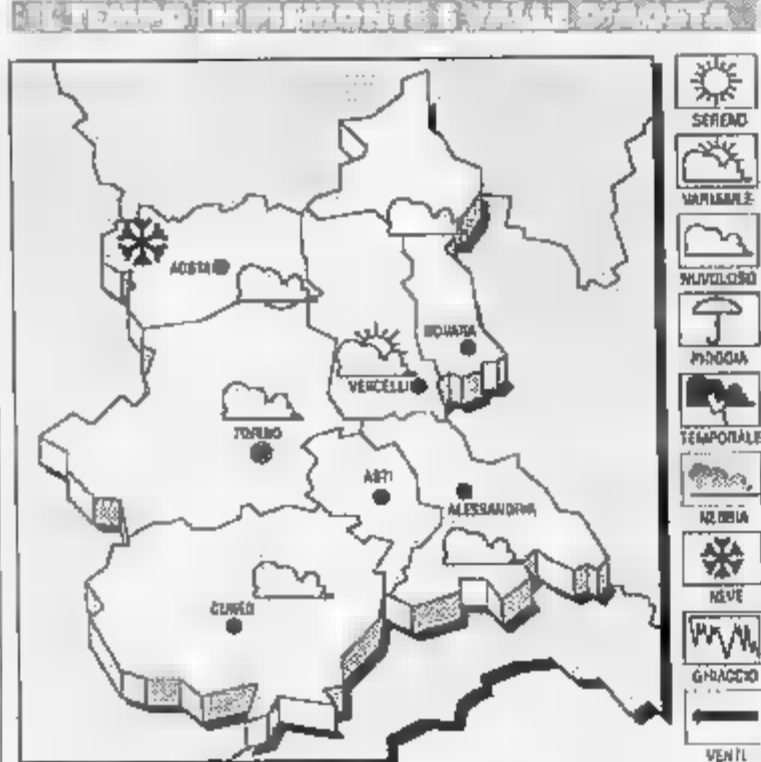 IL TEMPO IN PIEMONTE E VALLE D'AOSTA
SERENO
VARIABILE
NUVOLOSO
PIOGGIA
TEMPORALE
NEBBIA
NEVE
GHIACCIO
VENTI
AOSTA
NOVARA
VERCELLI
TORINO
ASTI
ALESSANDRIA
CUNEO